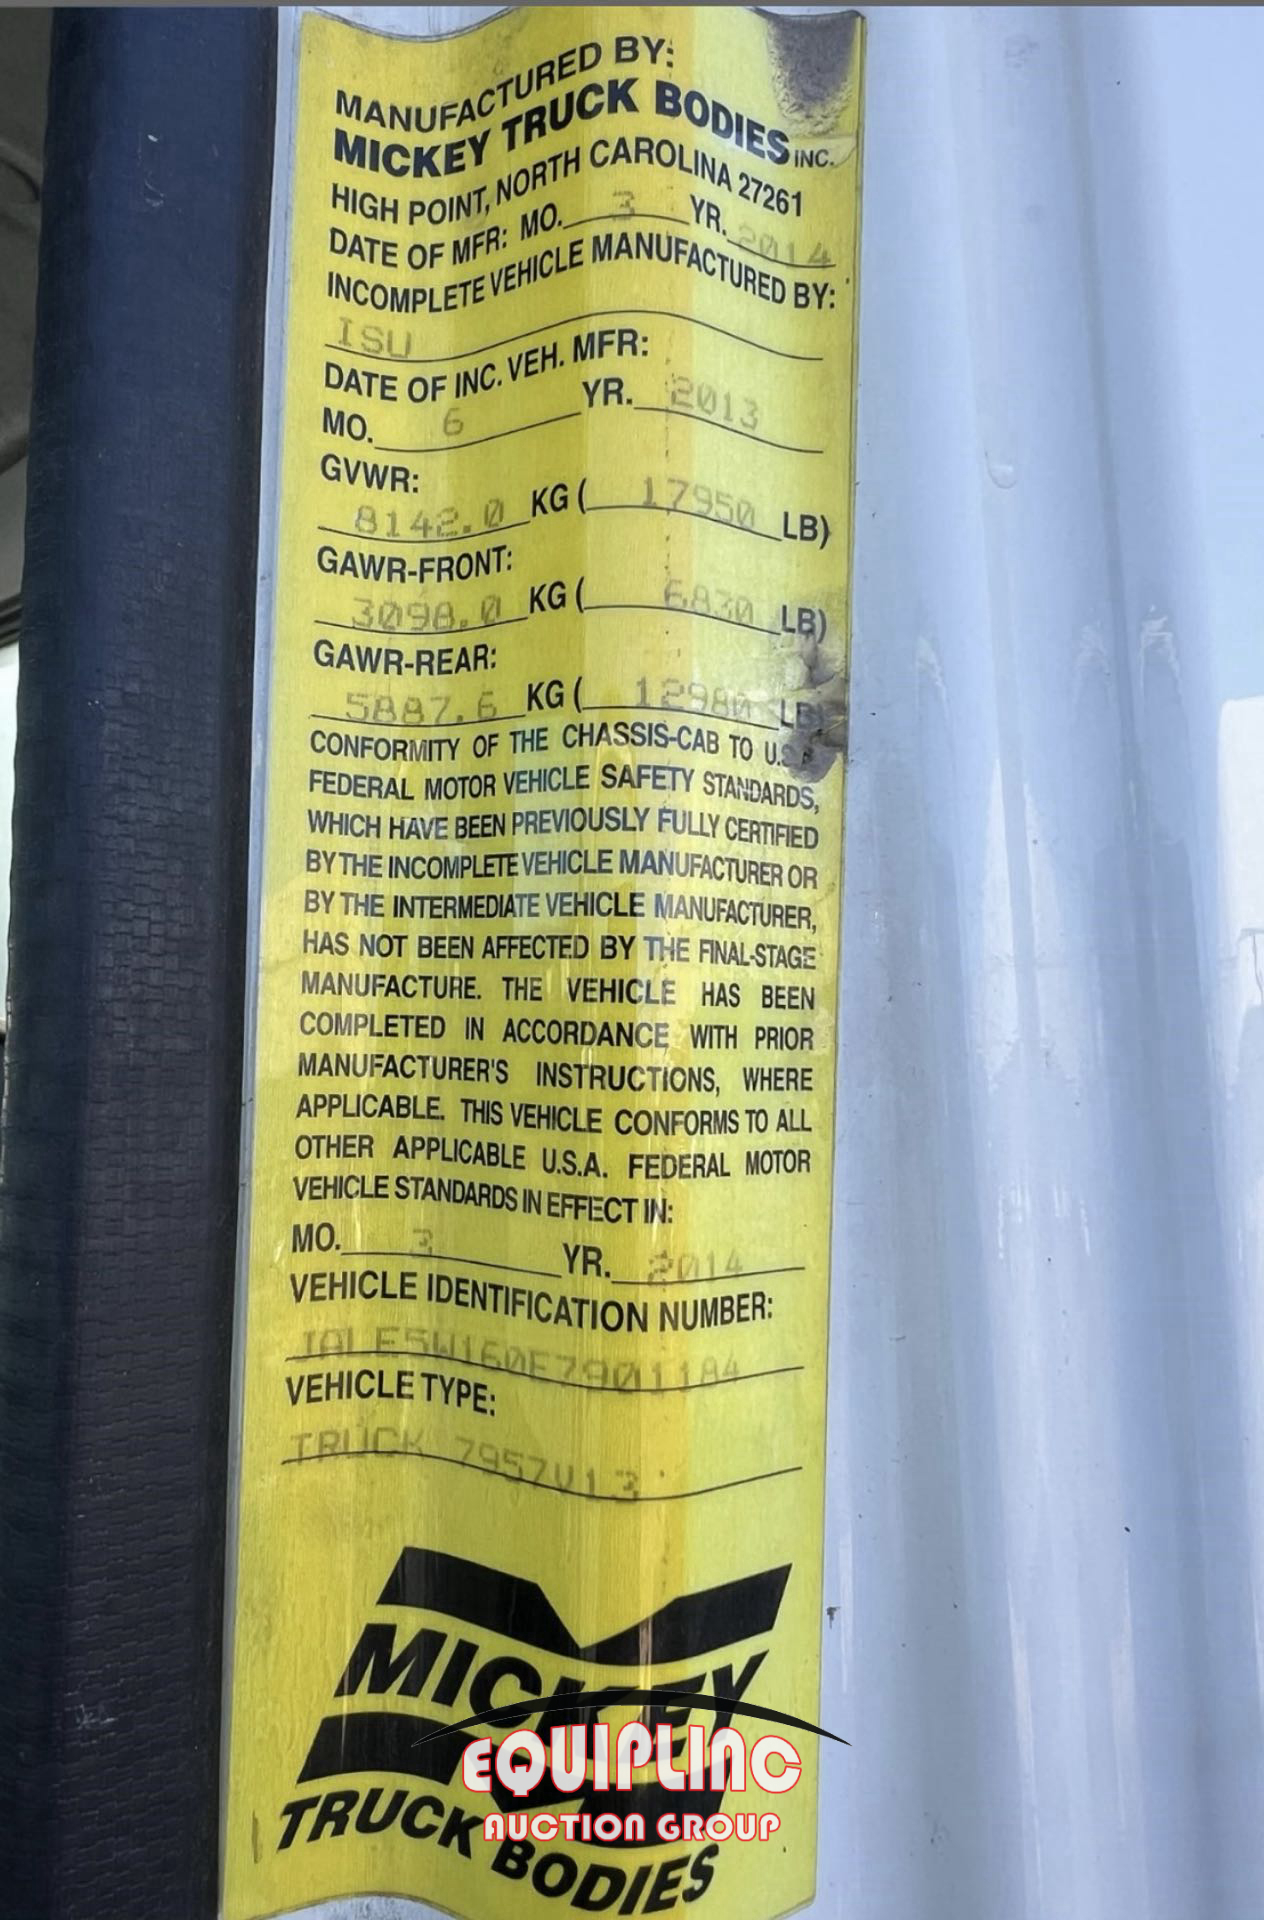 MANUFACTURED BY:
MICKEY TRUCK BODIES INC.
HIGH POINT, NORTH CAROLINA 27261
DATE OF MFR: MO. 3 YR. 2014
INCOMPLETE VEHICLE MANUFACTURED BY:
ISU
DATE OF INC. VEH. MFR:
MO. 6 YR. 2013
GVWR:
8142.0 KG ( 17950 LB)
GAWR-FRONT:
3098.0 KG ( 6830 LB)
GAWR-REAR:
5887.6 KG ( 12980 LB)
CONFORMITY OF THE CHASSIS-CAB TO U.S.A.
FEDERAL MOTOR VEHICLE SAFETY STANDARDS,
WHICH HAVE BEEN PREVIOUSLY FULLY CERTIFIED
BY THE INCOMPLETE VEHICLE MANUFACTURER OR
BY THE INTERMEDIATE VEHICLE MANUFACTURER,
HAS NOT BEEN AFFECTED BY THE FINAL-STAGE
MANUFACTURE. THE VEHICLE HAS BEEN
COMPLETED IN ACCORDANCE WITH PRIOR
MANUFACTURER'S INSTRUCTIONS, WHERE
APPLICABLE. THIS VEHICLE CONFORMS TO ALL
OTHER APPLICABLE U.S.A. FEDERAL MOTOR
VEHICLE STANDARDS IN EFFECT IN:
MO. 3 YR. 2014
VEHICLE IDENTIFICATION NUMBER:
JALE5W160E7901184
VEHICLE TYPE:
TRUCK 7957V13
MICKEY
EQUIPLINC
AUCTION GROUP
TRUCK BODIES